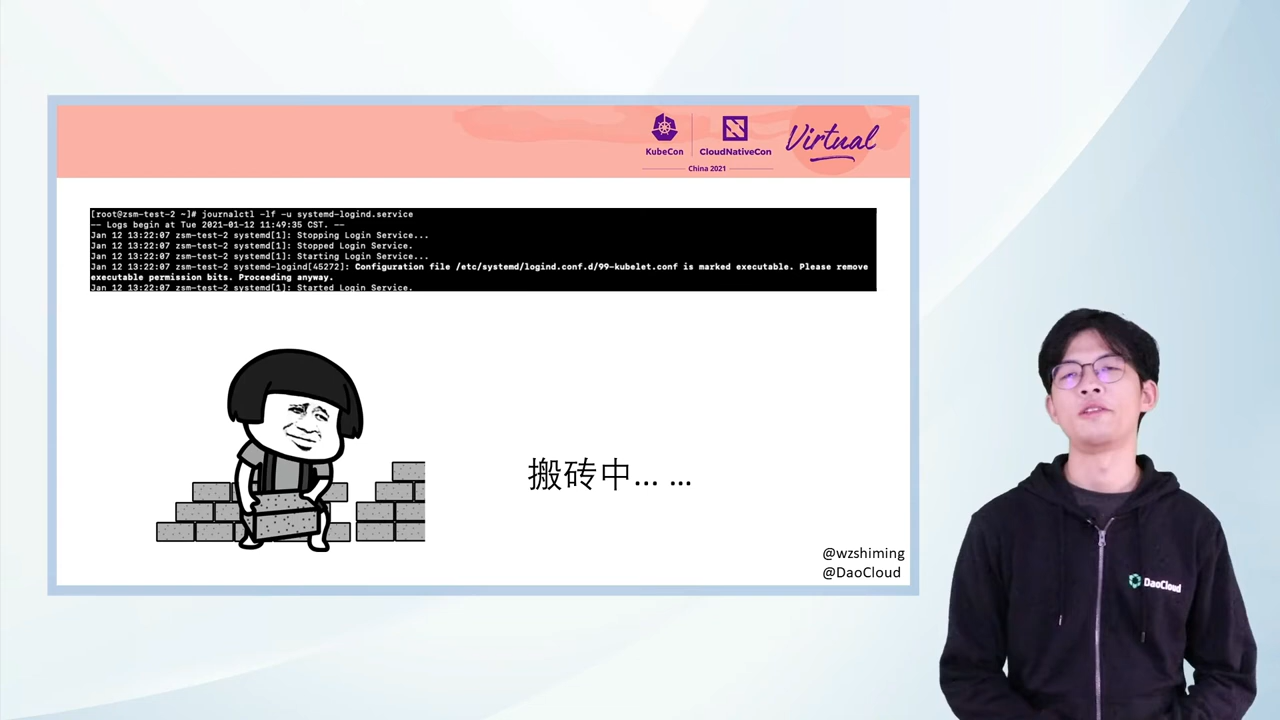 KubeCon
CloudNativeCon
China 2021
Virtual
[root@zsm-test-2 ~]# journalctl -lf -u systemd-logind.service
-- Logs begin at Tue 2021-01-12 11:49:35 CST. --
Jan 12 13:22:07 zsm-test-2 systemd[1]: Stopping Login Service...
Jan 12 13:22:07 zsm-test-2 systemd[1]: Stopped Login Service.
Jan 12 13:22:07 zsm-test-2 systemd[1]: Starting Login Service...
Jan 12 13:22:07 zsm-test-2 systemd-logind[45272]: Configuration file /etc/systemd/logind.conf.d/99-kubelet.conf is marked executable. Please remove
executable permission bits. Proceeding anyway.
Jan 12 13:22:07 zsm-test-2 systemd[1]: Started Login Service.
搬砖中... ...
@wzshiming
@DaoCloud
DaoCloud